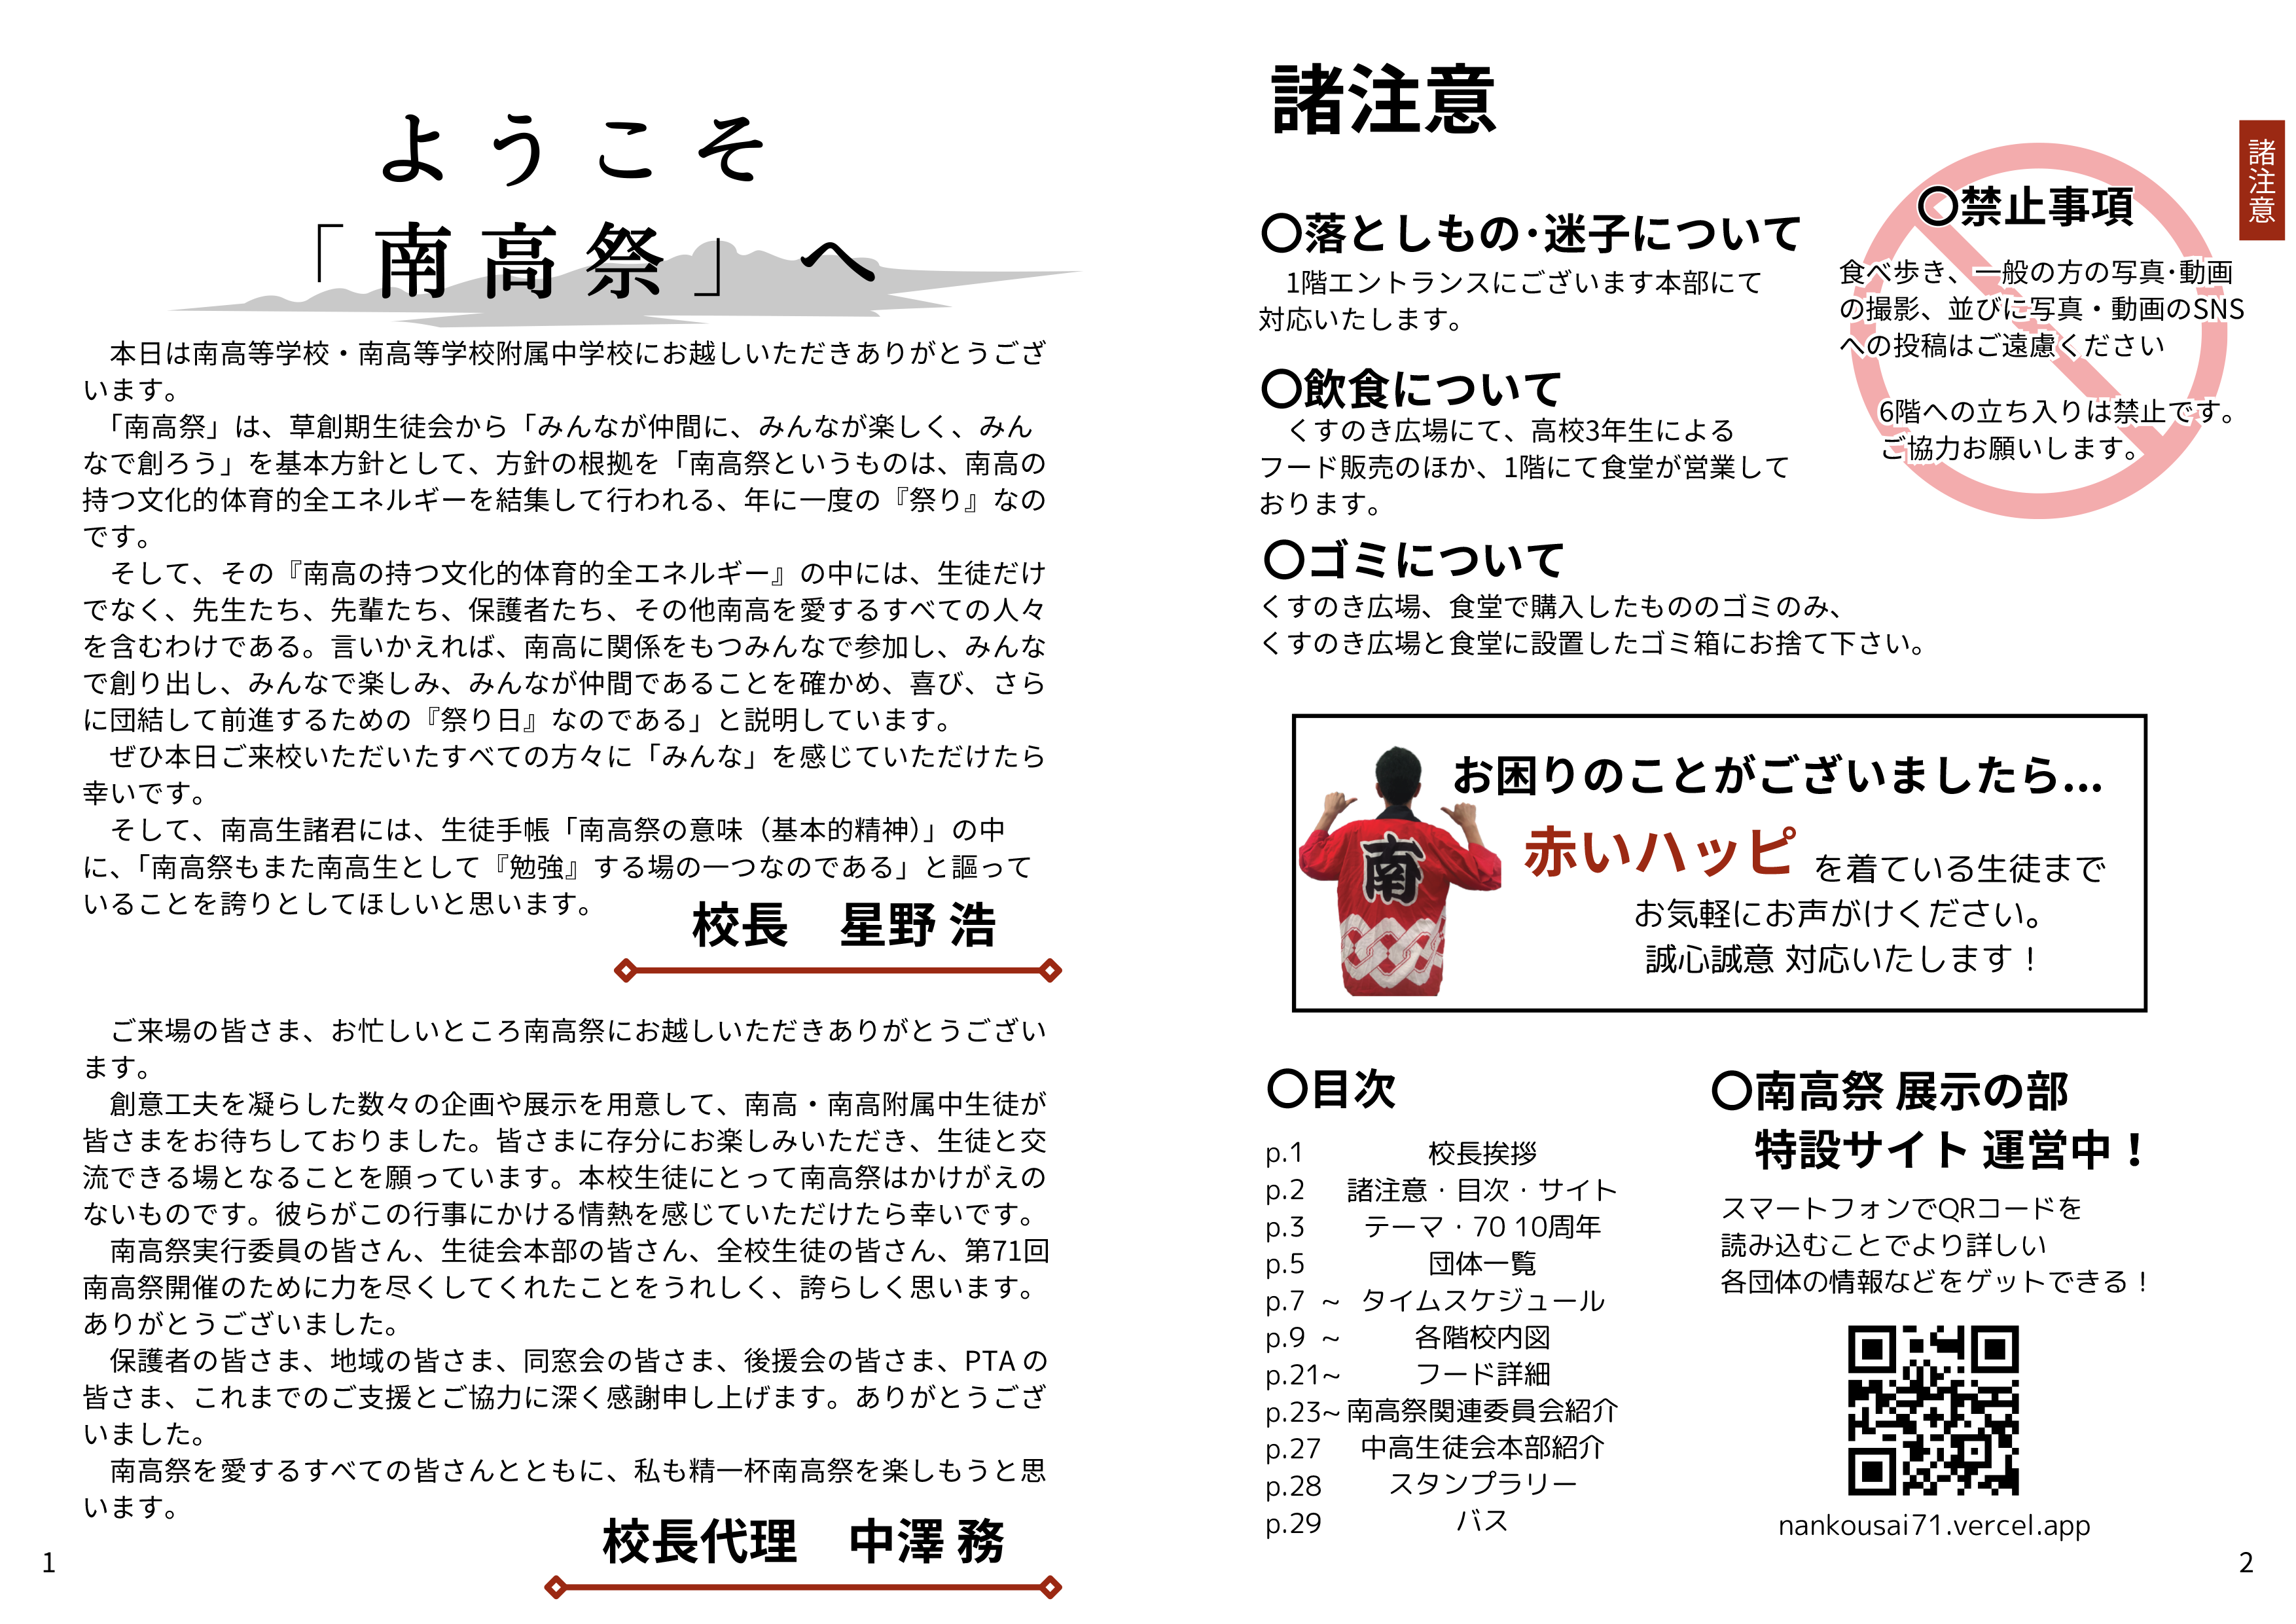 ようこそ
「南高祭」へ
本日は南高等学校・南高等学校附属中学校にお越しいただきありがとうござ
います。
「南高祭」は、草創期生徒会から「みんなが仲間に、みんなが楽しく、みん
なで創ろう」を基本方針として、方針の根拠を「南高祭というものは、南高の
持つ文化的体育的全エネルギーを結集して行われる、年に一度の『祭り』なの
です。
そして、その『南高の持つ文化的体育的全エネルギー』の中には、生徒だけ
でなく、先生たち、先輩たち、保護者たち、その他南高を愛するすべての人々
を含むわけである。言いかえれば、南高に関係をもつみんなで参加し、みんな
で創り出し、みんなで楽しみ、みんなが仲間であることを確かめ、喜び、さら
に団結して前進するための『祭り日』なのである」と説明しています。
ぜひ本日ご来校いただいたすべての方々に「みんな」を感じていただけたら
幸いです。
そして、南高生諸君には、生徒手帳「南高祭の意味（基本的精神）」の中
に、「南高祭もまた南高生として『勉強』する場の一つなのである」と謳って
いることを誇りとしてほしいと思います。
校長　星野 浩
ご来場の皆さま、お忙しいところ南高祭にお越しいただきありがとうござい
ます。
創意工夫を凝らした数々の企画や展示を用意して、南高・南高附属中生徒が
皆さまをお待ちしておりました。皆さまに存分にお楽しみいただき、生徒と交
流できる場となることを願っています。本校生徒にとって南高祭はかけがえの
ないものです。彼らがこの行事にかける情熱を感じていただけたら幸いです。
南高祭実行委員の皆さん、生徒会本部の皆さん、全校生徒の皆さん、第71回
南高祭開催のために力を尽くしてくれたことをうれしく、誇らしく思います。
ありがとうございました。
保護者の皆さま、地域の皆さま、同窓会の皆さま、後援会の皆さま、PTA の
皆さま、これまでのご支援とご協力に深く感謝申し上げます。ありがとうござ
いました。
南高祭を愛するすべての皆さんとともに、私も精一杯南高祭を楽しもうと思
います。
校長代理　中澤 務
1
諸注意
諸注意
〇落としもの・迷子について
1階エントランスにございます本部にて
対応いたします。
〇飲食について
くすのき広場にて、高校3年生による
フード販売のほか、1階にて食堂が営業して
おります。
〇ゴミについて
くすのき広場、食堂で購入したもののゴミのみ、
くすのき広場と食堂に設置したゴミ箱にお捨て下さい。
〇禁止事項
食べ歩き、一般の方の写真・動画
の撮影、並びに写真・動画のSNS
への投稿はご遠慮ください
6階への立ち入りは禁止です。
ご協力お願いします。
南
お困りのことがございましたら...
赤いハッピ を着ている生徒まで
お気軽にお声がけください。
誠心誠意 対応いたします！
〇目次
p.1 校長挨拶
p.2 諸注意・目次・サイト
p.3 テーマ・70 10周年
p.5 団体一覧
p.7 ~ タイムスケジュール
p.9 ~ 各階校内図
p.21~ フード詳細
p.23~ 南高祭関連委員会紹介
p.27 中高生徒会本部紹介
p.28 スタンプラリー
p.29 バス
〇南高祭 展示の部
特設サイト 運営中！
スマートフォンでQRコードを
読み込むことでより詳しい
各団体の情報などをゲットできる！
nankousai71.vercel.app
2